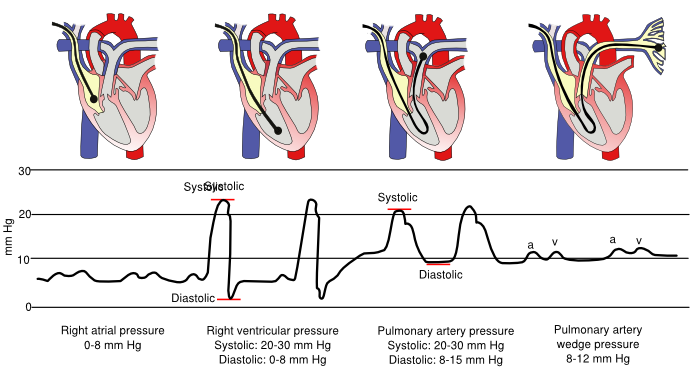 30
Systolic
Systolic
Systolic
20
a
v
a
v
mm Hg
10
Diastolic
Diastolic
0
Right atrial pressure
0-8 mm Hg
Right ventricular pressure
Systolic: 20-30 mm Hg
Diastolic: 0-8 mm Hg
Pulmonary artery pressure
Systolic: 20-30 mm Hg
Diastolic: 8-15 mm Hg
Pulmonary artery
wedge pressure
8-12 mm Hg